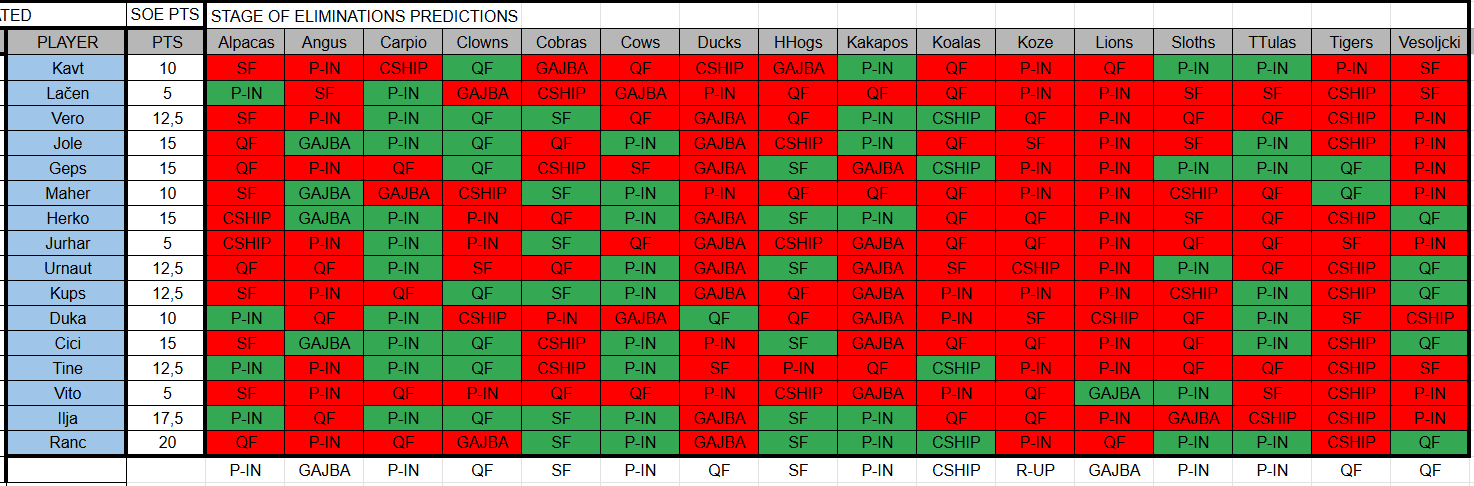 ATED SOE PTS STAGE OF ELIMINATIONS PREDICTIONS
PLAYER PTS Alpacas Angus Carpio Clowns Cobras Cows Ducks HHogs Kakapos Koalas Koze Lions Sloths TTulas Tigers Vesoljcki
Kavt 10 SF P-IN CSHIP QF GAJBA QF CSHIP GAJBA P-IN QF P-IN QF P-IN P-IN P-IN SF
Lačen 5 P-IN SF P-IN GAJBA CSHIP GAJBA P-IN QF QF QF P-IN P-IN SF SF CSHIP SF
Vero 12,5 SF P-IN P-IN QF SF QF GAJBA QF P-IN CSHIP QF P-IN QF QF CSHIP P-IN
Jole 15 QF GAJBA P-IN QF QF P-IN GAJBA CSHIP P-IN QF SF P-IN SF P-IN CSHIP QF
Geps 15 QF P-IN QF QF CSHIP SF GAJBA SF GAJBA CSHIP P-IN P-IN P-IN P-IN QF P-IN
Maher 10 SF GAJBA GAJBA CSHIP SF P-IN P-IN QF QF QF P-IN P-IN CSHIP QF QF P-IN
Herko 15 CSHIP GAJBA P-IN P-IN QF P-IN GAJBA SF P-IN QF QF P-IN SF QF CSHIP QF
Jurhar 5 CSHIP P-IN P-IN P-IN SF QF GAJBA CSHIP GAJBA QF QF P-IN QF QF SF P-IN
Urnaut 12,5 QF QF P-IN SF QF P-IN GAJBA SF GAJBA SF CSHIP P-IN P-IN QF CSHIP QF
Kups 12,5 SF P-IN QF QF SF P-IN GAJBA QF GAJBA P-IN P-IN P-IN CSHIP P-IN CSHIP QF
Duka 10 P-IN QF P-IN CSHIP P-IN GAJBA QF QF GAJBA P-IN SF CSHIP QF P-IN SF CSHIP
Cici 15 SF GAJBA P-IN QF CSHIP P-IN P-IN SF GAJBA QF QF P-IN QF P-IN CSHIP QF
Tine 12,5 P-IN P-IN P-IN QF CSHIP P-IN SF P-IN QF CSHIP P-IN P-IN QF QF CSHIP SF
Vito 5 SF P-IN QF P-IN QF QF P-IN CSHIP GAJBA P-IN QF GAJBA P-IN SF CSHIP P-IN
Ilja 17,5 P-IN QF P-IN QF SF P-IN GAJBA SF P-IN QF QF P-IN GAJBA CSHIP CSHIP P-IN
Ranc 20 QF P-IN QF GAJBA SF P-IN GAJBA SF P-IN CSHIP P-IN QF P-IN P-IN CSHIP QF
P-IN GAJBA P-IN QF SF P-IN QF SF P-IN CSHIP R-UP GAJBA P-IN P-IN QF QF